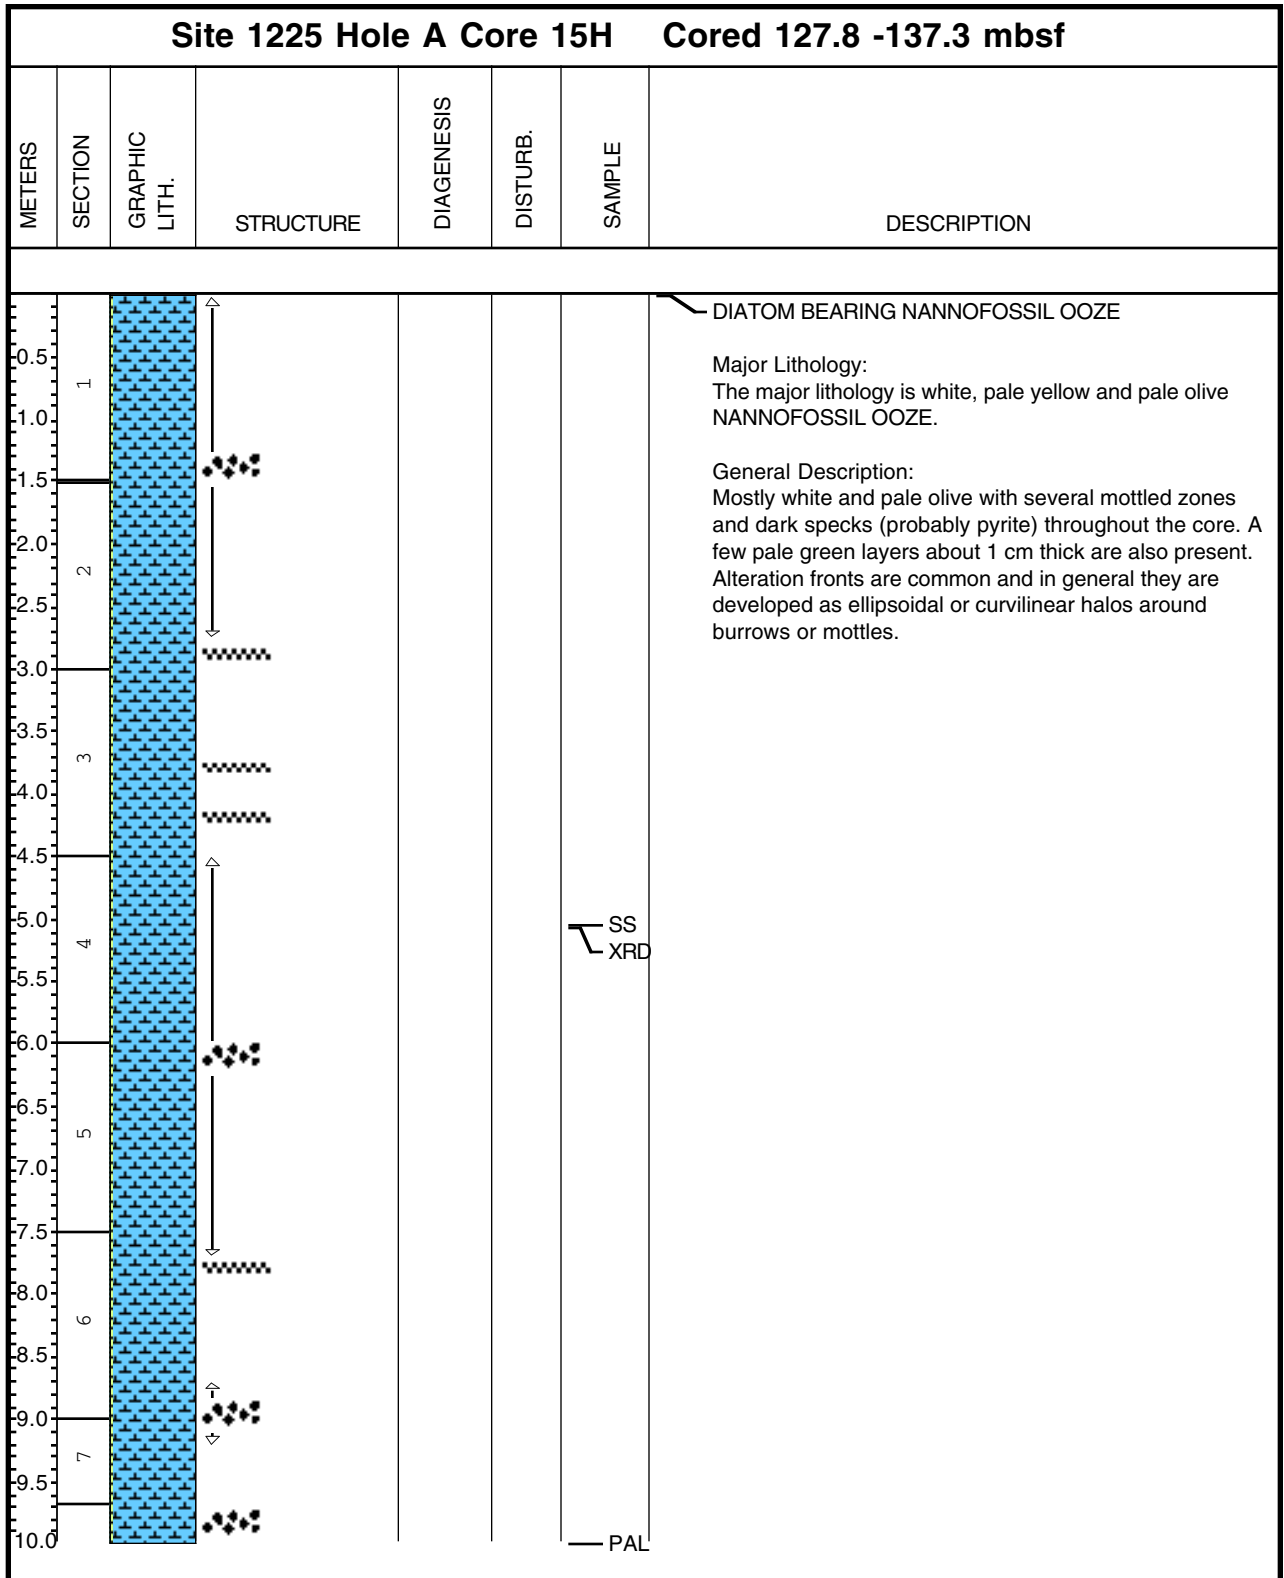 Site 1225 Hole A Core 15H Cored 127.8 -137.3 mbsf
METERS
SECTION
GRAPHIC
LITH.
STRUCTURE
DIAGENESIS
DISTURB.
SAMPLE
DESCRIPTION
DIATOM BEARING NANNOFOSSIL OOZE
Major Lithology:
The major lithology is white, pale yellow and pale olive
NANNOFOSSIL OOZE.
General Description:
Mostly white and pale olive with several mottled zones
and dark specks (probably pyrite) throughout the core. A
few pale green layers about 1 cm thick are also present.
Alteration fronts are common and in general they are
developed as ellipsoidal or curvilinear halos around
burrows or mottles.
0.5
1
1.0
1.5
2.0
2
2.5
3.0
3.5
3
4.0
4.5
5.0
SS
4
XRD
5.5
6.0
6.5
5
7.0
7.5
8.0
6
8.5
9.0
7
9.5
10.0
PAL